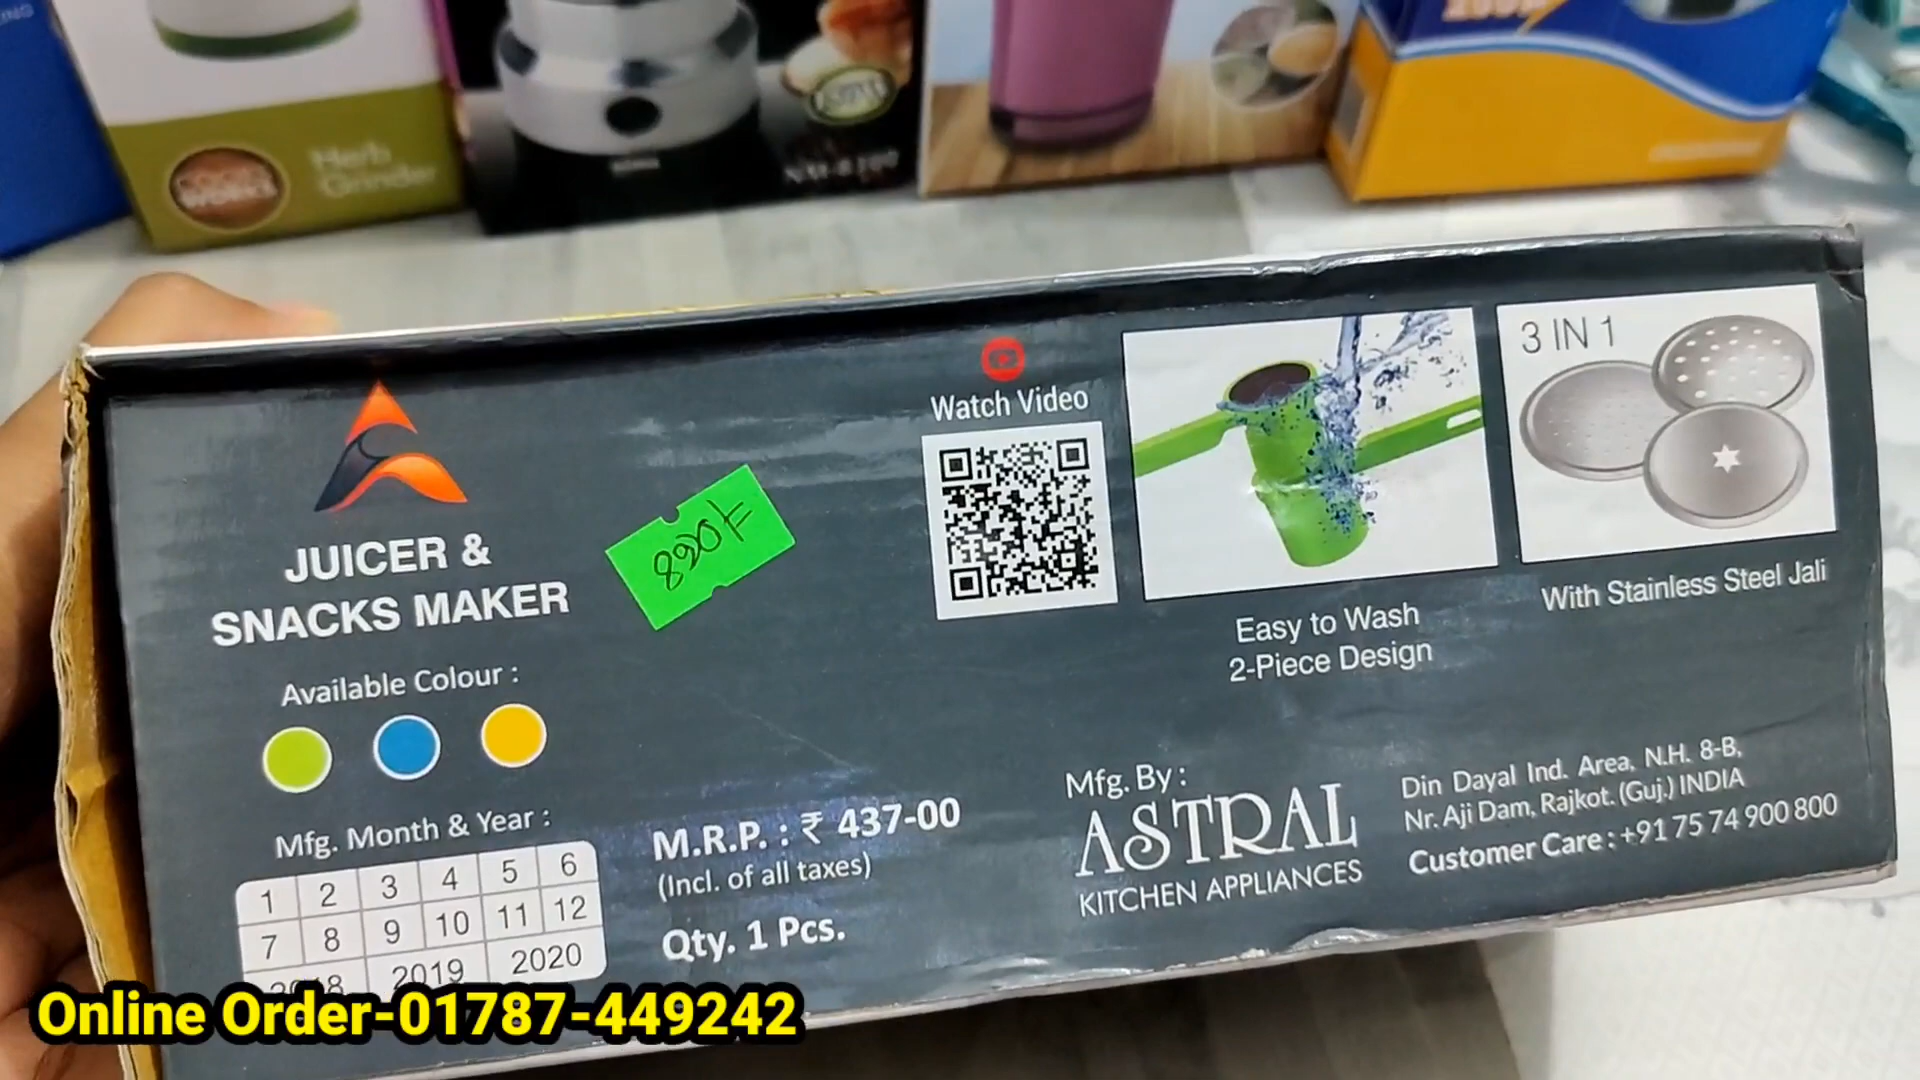 Herb
Grinder
JUICER &
SNACKS MAKER
Available Colour :
Mfg. Month & Year :
1 2 3 4 5 6
7 8 9 10 11 12
2018 2019 2020
M.R.P. : ₹ 437-00
(Incl. of all taxes)
Qty. 1 Pcs.
Watch Video
Easy to Wash
2-Piece Design
3 IN 1
With Stainless Steel Jali
Mfg. By :
ASTRAL
KITCHEN APPLIANCES
Din Dayal Ind. Area, N.H. 8-B,
Nr. Aji Dam, Rajkot. (Guj.) INDIA
Customer Care : +91 75 74 900 800
Online Order-01787-449242